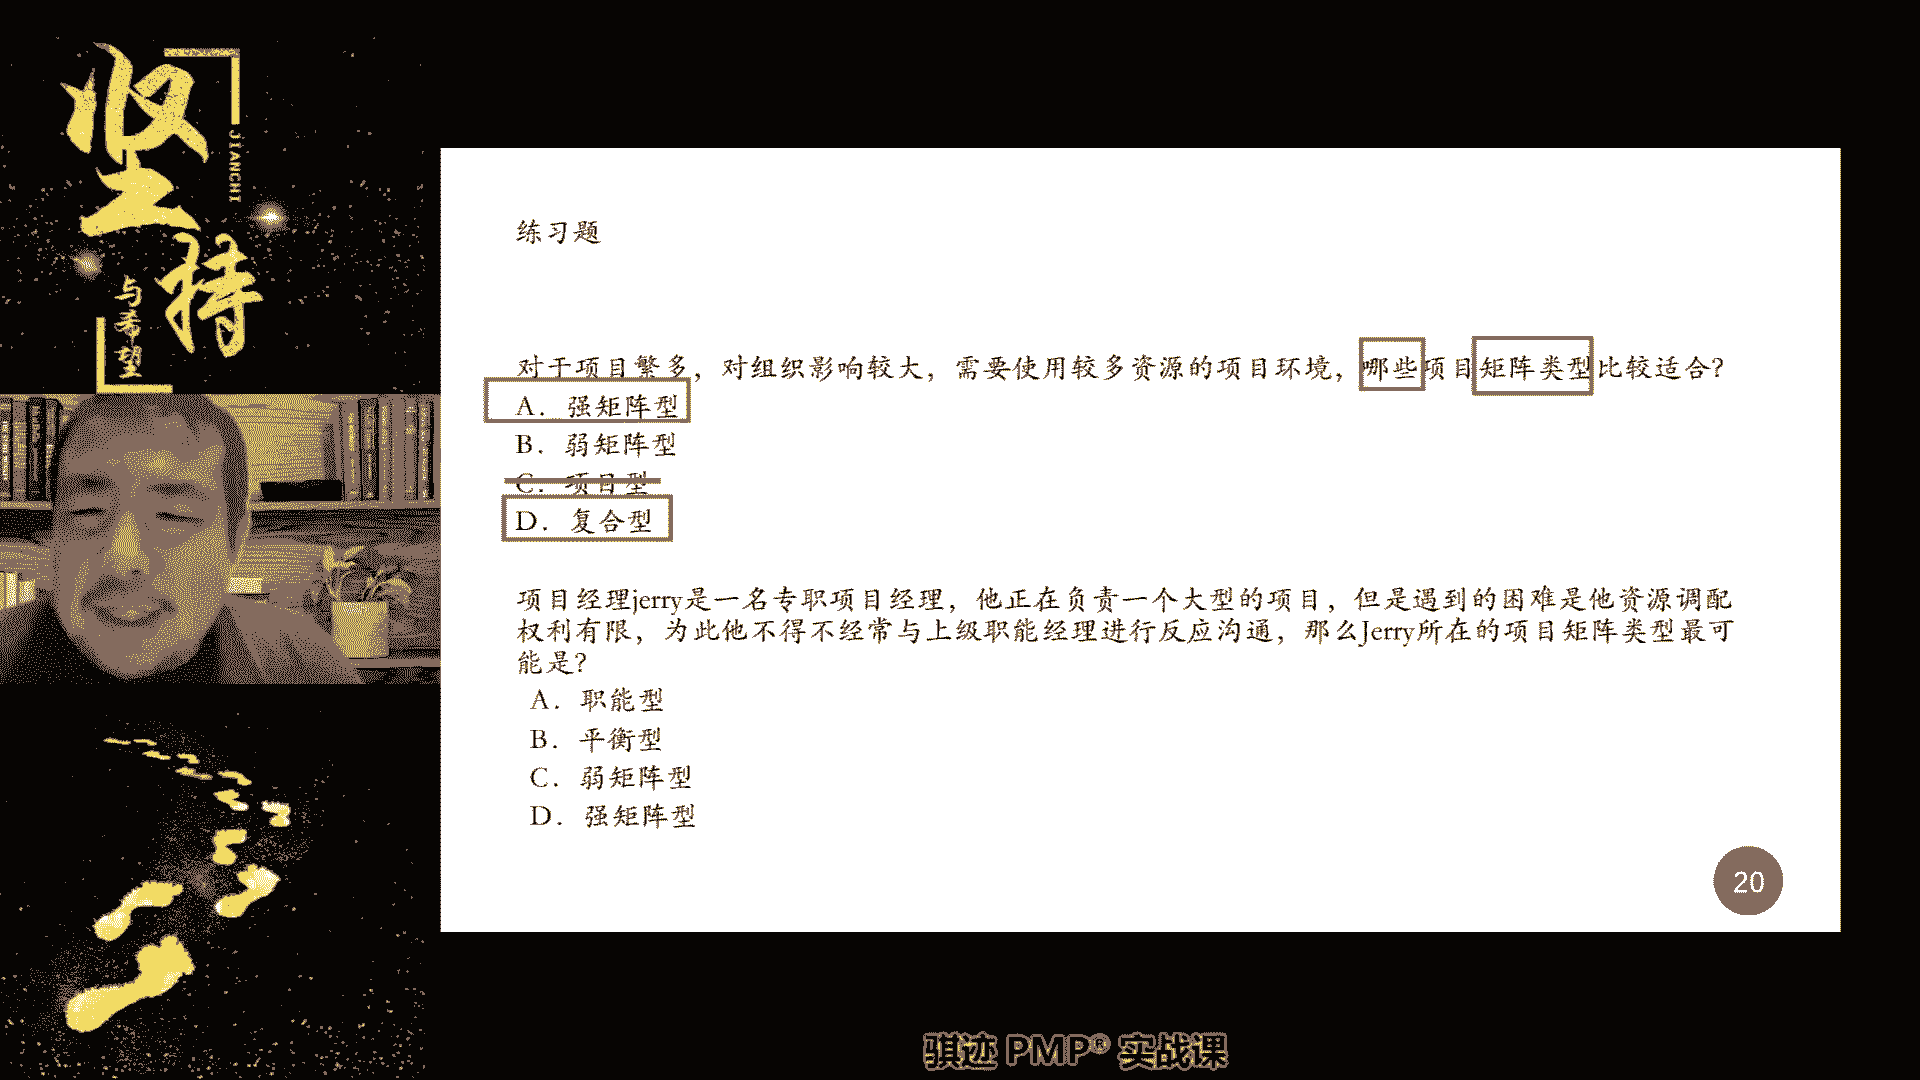 坚持
JIANCHI
与希望
练习题
对于项目繁多，对组织影响较大，需要使用较多资源的项目环境，哪些项目矩阵类型比较适合？
A．强矩阵型
B．弱矩阵型
C．项目型
D．复合型
项目经理jerry是一名专职项目经理，他正在负责一个大型的项目，但是遇到的困难是他资源调配
权利有限，为此他不得不经常与上级职能经理进行反应沟通，那么Jerry所在的项目矩阵类型最可
能是？
A．职能型
B．平衡型
C．弱矩阵型
D．强矩阵型
20
骐迹 PMP® 实战课